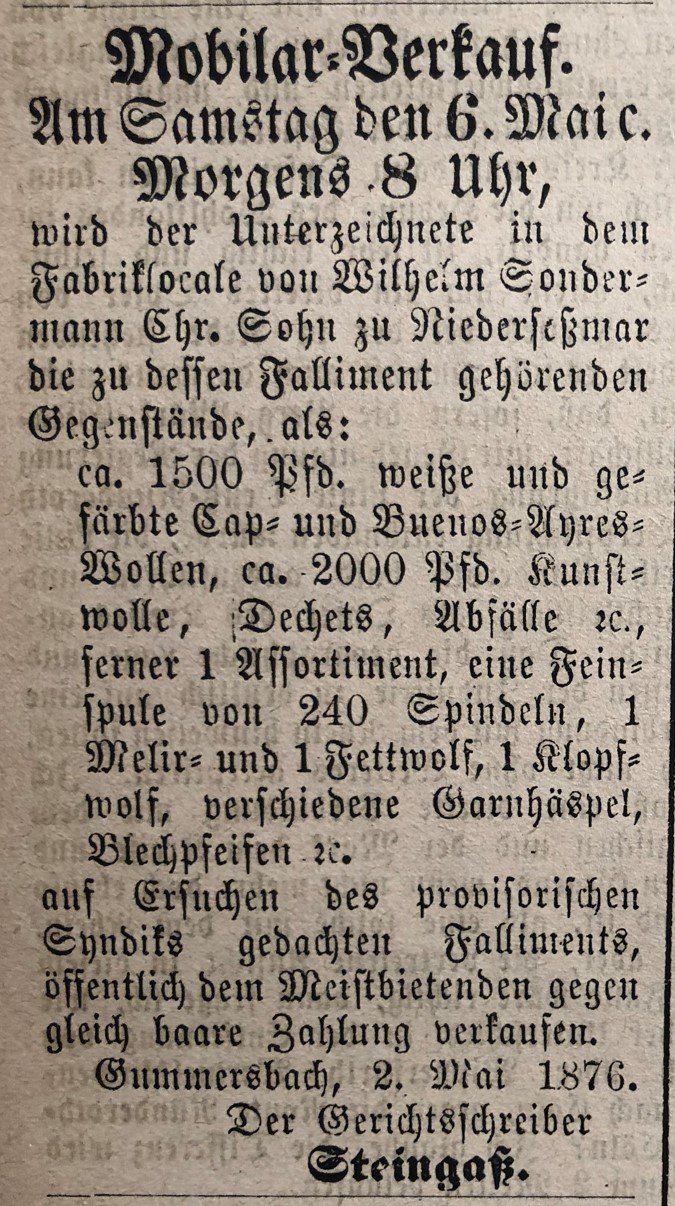 Mobilar-Verkauf.
Am Samstag den 6. Mai c.
Morgens 8 Uhr,
wird der Unterzeichnete in dem
Fabriklocale von Wilhelm Sonder-
mann Chr. Sohn zu Niederseßmar
die zu dessen Falliment gehörenden
Gegenstände, als:
ca. 1500 Pfd. weiße und ge-
färbte Cap- und Buenos-Ayres-
Wollen, ca. 2000 Pfd. Kunst-
wolle, Dechets, Abfälle ꝛc.,
ferner 1 Assortiment, eine Fein-
spule von 240 Spindeln, 1
Melir- und 1 Fettwolf, 1 Klopf-
wolf, verschiedene Garnhäspel,
Blechpfeifen ꝛc.
auf Ersuchen des provisorischen
Syndiks gedachten Falliments,
öffentlich dem Meistbietenden gegen
gleich baare Zahlung verkaufen.
Gummersbach, 2. Mai 1876.
Der Gerichtsschreiber
Steingaß.